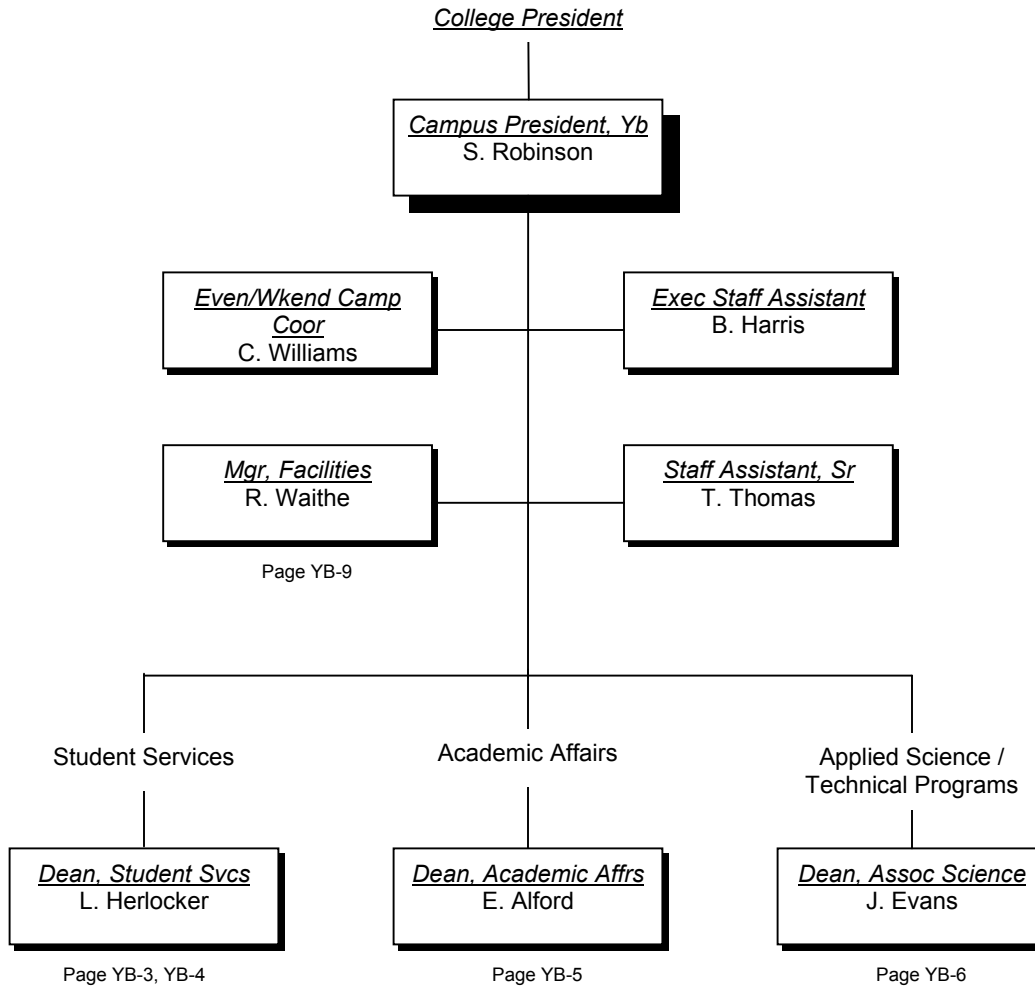 College President
Campus President, Yb
S. Robinson
Even/Wkend Camp
Coor
C. Williams
Exec Staff Assistant
B. Harris
Mgr, Facilities
R. Waithe
Staff Assistant, Sr
T. Thomas
Page YB-9
Student Services
Academic Affairs
Applied Science /
Technical Programs
Dean, Student Svcs
L. Herlocker
Dean, Academic Affrs
E. Alford
Dean, Assoc Science
J. Evans
Page YB-3, YB-4
Page YB-5
Page YB-6